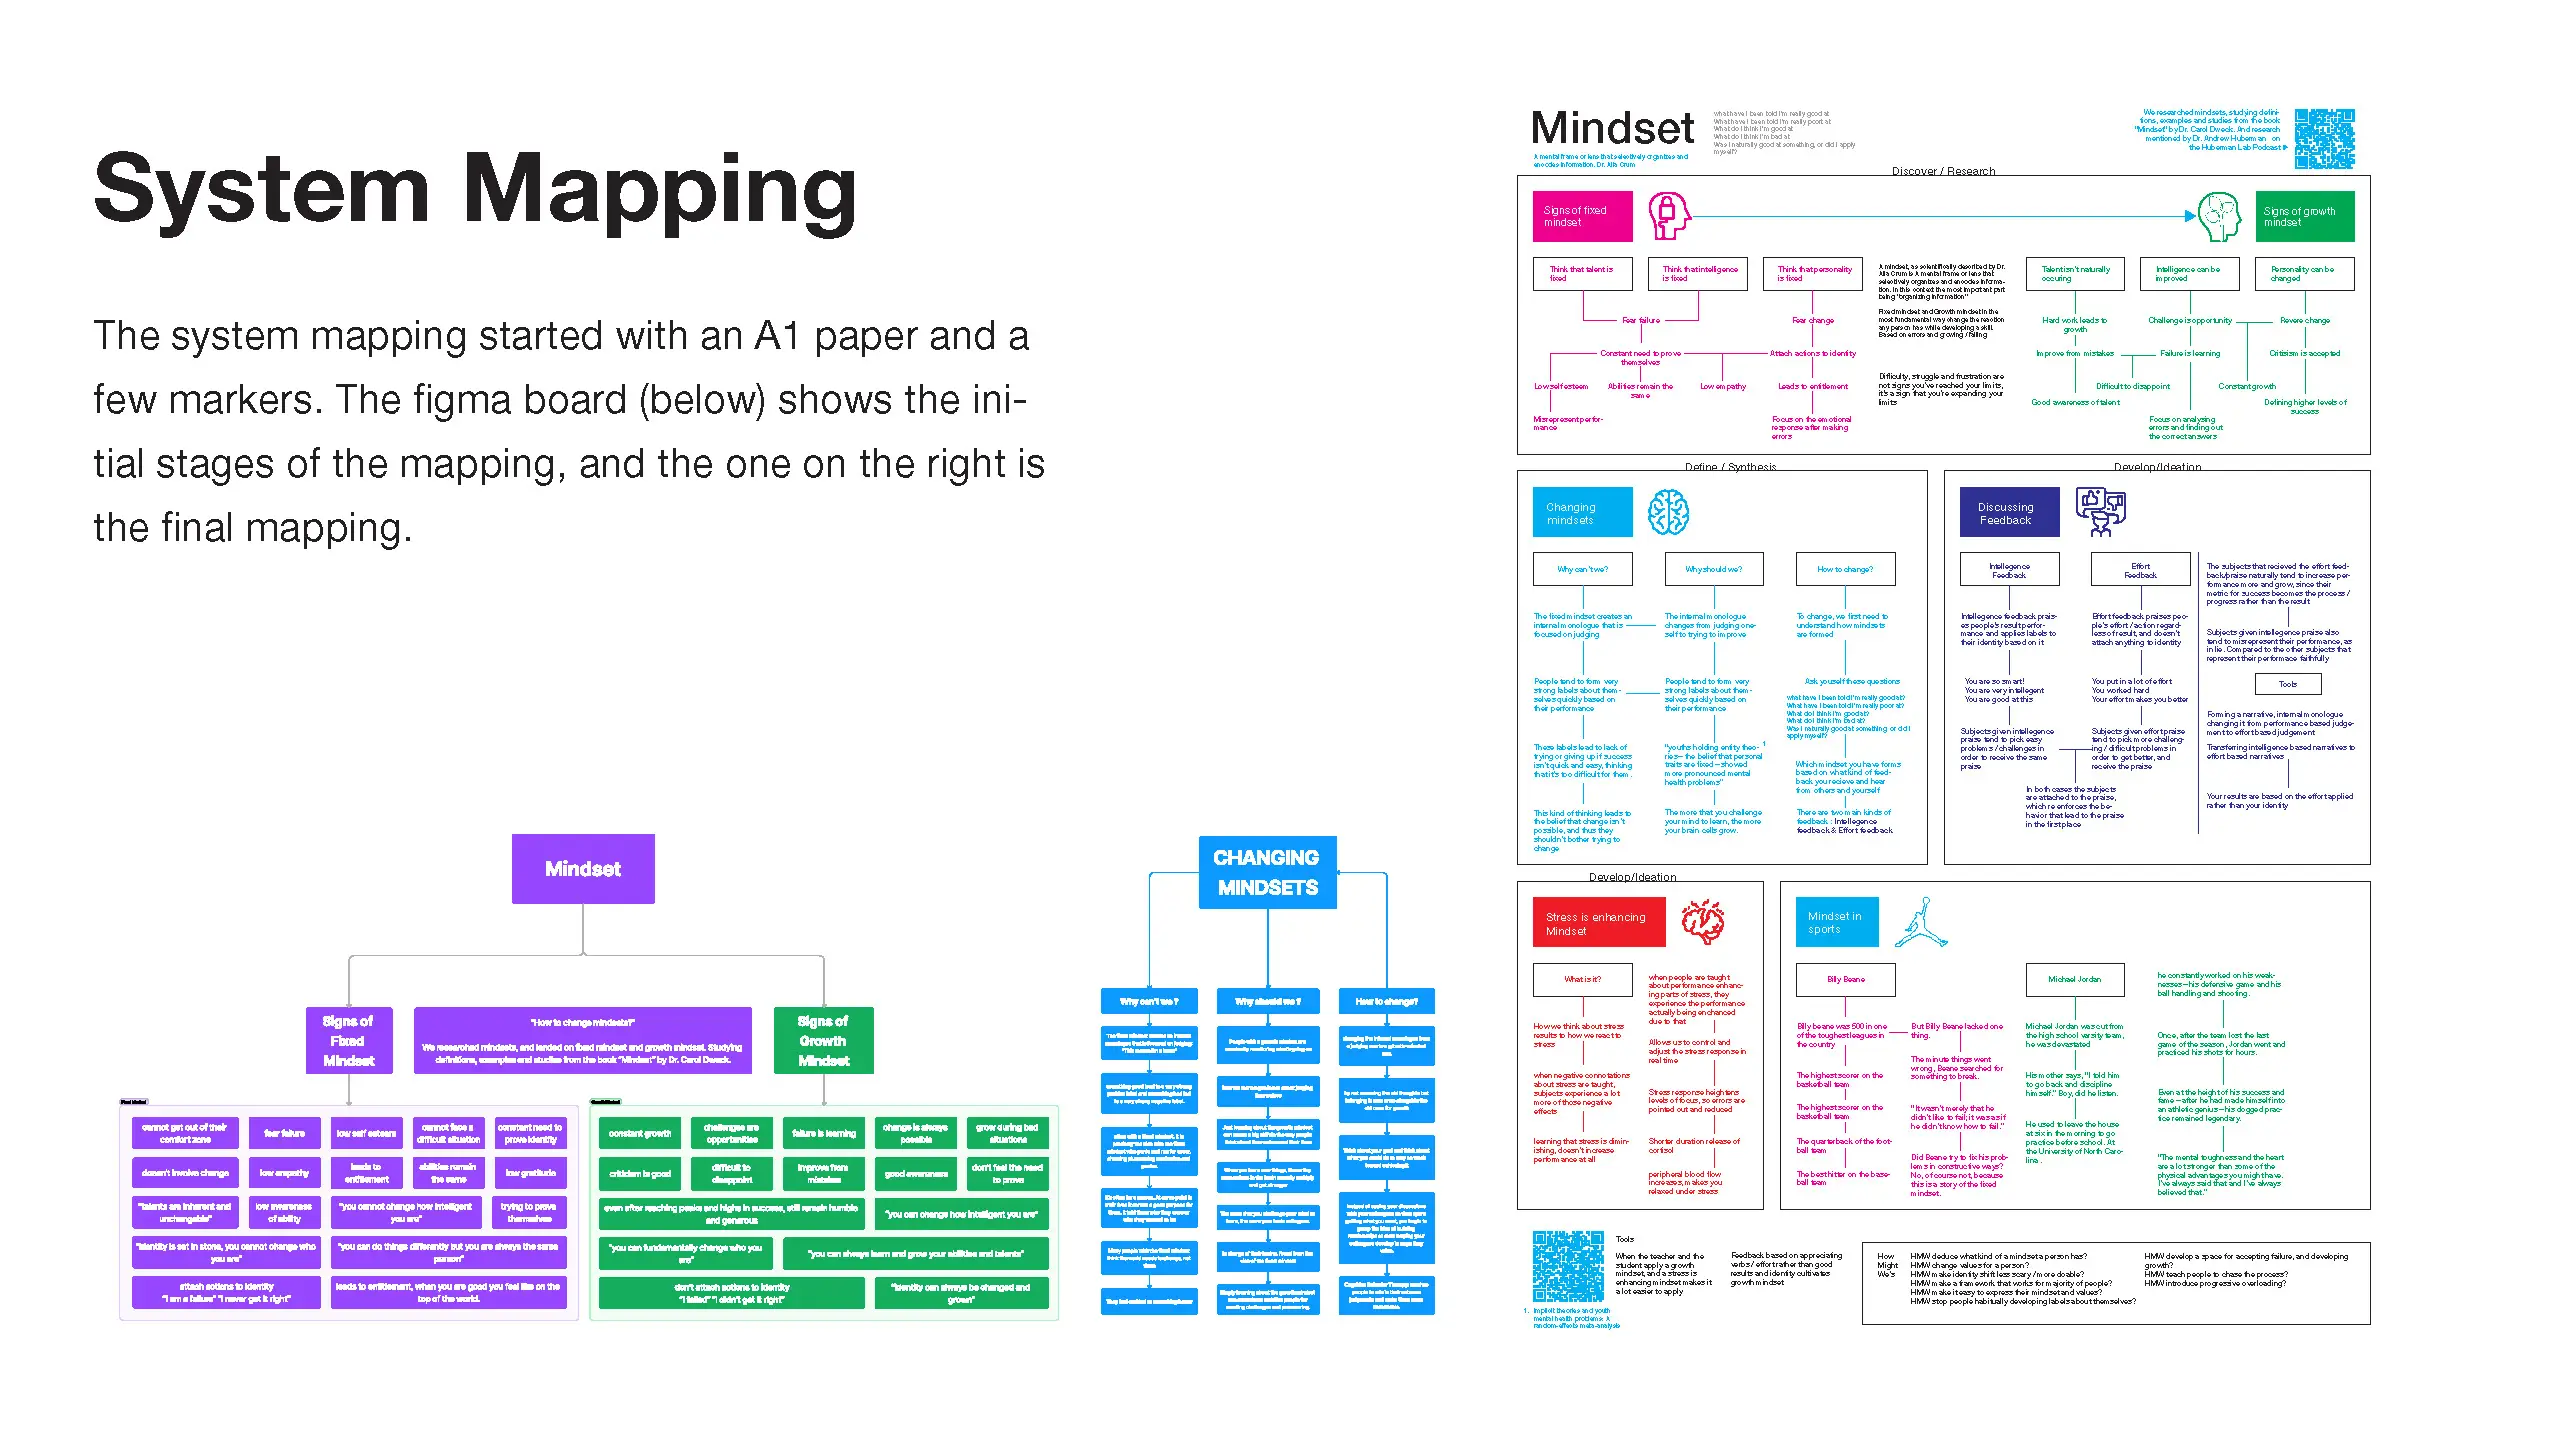 System Mapping
The system mapping started with an A1 paper and a
few markers. The figma board (below) shows the ini-
tial stages of the mapping, and the one on the right is
the final mapping.
Mindset
Signs of
Fixed
Mindset
"How to change mindsets?"
We researched mindsets, and landed on fixed mindset and growth mindset. Studying
definitions, examples and studies from the book "Mindset" by Dr. Carol Dweck.
Signs of
Growth
Mindset
cannot get out of their
comfort zone
fear failure
low self esteem
cannot face a
difficult situation
constant need to
prove identity
doesn't involve change
low empathy
leads to
entitlement
abilities remain
the same
low gratitude
"talents are inherent and
unchangable"
low awareness
of ability
"you cannot change how intelligent
you are"
trying to prove
themselves
"identity is set in stone, you cannot change who
you are"
"you can do things differently but you are always the same
person"
attach actions to identity
"I am a failure" "I never get it right"
leads to entitlement, when you are good you feel like on the
top of the world.
constant growth
challenges are
opportunities
failure is learning
change is always
possible
grow during bad
situations
criticism is good
difficult to
disappoint
improve from
mistakes
good awareness
don't feel the need
to prove
even after reaching peaks and highs in success, still remain humble
and generous
"you can change how intelligent you are"
"you can fundamentally change who you
are"
"you can always learn and grow your abilities and talents"
don't attach actions to identity
"I failed" "I didn't get it right"
"identity can always be changed and
grown"
CHANGING
MINDSETS
Why can't we ?
Why should we ?
How to change?
Mindset
A mental frame or lens that selectively organizes and
encodes information. Dr. Alia Crum
what have I been told I'm really good at
What have I been told I'm really poort at
What do I think I'm good at
What do I think I'm bad at
Was I naturally good at something, or did I apply
myself?
We researched mindsets, studying defini-
tions, examples and studies from the book
"Mindset" by Dr. Carol Dweck. And research
mentioned by Dr. Andrew Huberman on
the Huberman Lab Podcast
Discover / Research
Signs of fixed
mindset
Signs of growth
mindset
Think that talent is
fixed
Think that intelligence
is fixed
Think that personality
is fixed
Fear failure
Fear change
Constant need to prove
themselves
Attach actions to identity
Low self esteem
Abilities remain the
same
Low empathy
Leads to entitlement
Misrepresent perfor-
mance
Focus on the emotional
response after making
errors
A mindset, as scientifically described by Dr.
Alia Crum is A mental frame or lens that
selectively organizes and encodes informa-
tion. In this context the most important part
being "organizing information"
Fixed mindset and Growth mindset in the
most fundamental way change the reaction
any person has while developing a skill.
Based on errors and growing / failing
Difficulty, struggle and frustration are
not signs you've reached your limits,
it's a sign that you're expanding your
limits
Talent isn't naturally
occuring
Intelligence can be
improved
Personality can be
changed
Hard work leads to
growth
Challenge is opportunity
Revere change
Improve from mistakes
Failure is learning
Critisism is accepted
Difficult to disappoint
Constant growth
Good awareness of talent
Defining higher levels of
success
Focus on analysing
errors and finding out
the correct answers
Define / Synthesis
Changing
mindsets
Why can't we?
The fixed mindset creates an
internal monologue that is
focused on judging
People tend to form very
strong labels about them-
selves quickly based on
their performance
These labels lead to lack of
trying or giving up if success
isn't quick and easy, thinking
that it's too difficult for them.
This kind of thinking leads to
the belief that change isn't
possible, and thus they
shouldn't bother trying to
change
Why should we?
The internal monologue
changes from judging one-
self to trying to improve
People tend to form very
strong labels about them-
selves quickly based on
their performance
"youths holding entity theo-
ries—the belief that personal
traits are fixed—showed
more pronounced mental
health problems" 1
The more that you challenge
your mind to learn, the more
your brain cells grow.
How to change?
To change, we first need to
understand how mindsets
are formed
Ask yourself these questions
what have I been told I'm really good at?
What have I been told I'm really poor at?
What do I think I'm good at?
What do I think I'm bad at?
Was I naturally good at something, or did I
apply myself?
Which mindset you have forms
based on what kind of feed-
back you recieve and hear
from others and yourself
There are two main kinds of
feedback : Intellegence
feedback & Effort feedback
Develop/Ideation
Discussing
Feedback
Intellegence
Feedback
Intellegence feedback prais-
es people's result perfor-
mance and applies labels to
their identity based on it
You are so smart!
You are very intellegent
You are good at this
Subjects given intellegence
praise tend to pick easy
problems / challenges in
order to receive the same
praise
Effort
Feedback
Effort feedback praises peo-
ple's effort / action regard-
less of result, and doesn't
attach anything to identity
You put in a lot of effort
You worked hard
Your effort makes you better
Subjects given effort praise
tend to pick more challeng-
ing / difficult problems in
order to get better, and
receive the praise
In both cases the subjects
are attached to the praise,
which re enforces the be-
havior that lead to the praise
in the first place
The subjects that recieved the effort feed-
back/praise naturally tend to increase per-
formance more and grow, since their
metric for success becomes the process /
progress rather than the result
Subjects given intellegence praise also
tend to misrepresent their performance, as
in lie. Compared to the other subjects that
represent their performace faithfully
Tools
Forming a narrative, internal monologue
changing it from performance based judge-
ment to effort based judgement
Transferring intelligence based narratives to
effort based narratives
Your results are based on the effort applied
rather than your identity
Develop/Ideation
Stress is enhancing
Mindset
What is it?
How we think about stress
results to how we react to
stress
when negative connotations
about stress are taught,
subjects experience a lot
more of those negative
effects
learning that stress is dimin-
ishing, doesn't increase
performance at all
when people are taught
about performance enhanc-
ing parts of stress, they
experience the performance
actually being enchanced
due to that
Allows us to control and
adjust the stress response in
real time
Stress response heightens
levels of focus, so errors are
pointed out and reduced
Shorter duration release of
cortisol
peripheral blood flow
increases, makes you
relaxed under stress
Mindset in
sports
Billy Beane
Billy beane was 500 in one
of the toughest leagues in
the country
The highest scorer on the
basketball team
The highest scorer on the
basketball team
The quarterback of the foot-
ball team
The best hitter on the base-
ball team
But Billy Beane lacked one
thing.
The minute things went
wrong, Beane searched for
something to break.
"It wasn't merely that he
didn't like to fail; it was as if
he didn't know how to fail."
Did Beane try to fix his prob-
lems in constructive ways?
No, of course not, because
this is a story of the fixed
mindset.
Michael Jordan
Michael Jordan was cut from
the high school varsity team,
he was devastated
His mother says, "I told him
to go back and discipline
himself." Boy, did he listen.
He used to leave the house
at six in the morning to go
practice before school. At
the University of North Caro-
lina .
he constantly worked on his weak-
nesses—his defensive game and his
ball handling and shooting.
Once, after the team lost the last
game of the season, Jordan went and
practiced his shots for hours.
Even at the height of his success and
fame—after he had made himself into
an athletic genius—his dogged prac-
tice remained legendary.
"The mental toughness and the heart
are a lot stronger than some of the
physical advantages you might have.
I've always said that and I've always
believed that."
Tools
When the teacher and the
student apply a growth
mindset, and a stress is
enhancing mindset makes it
a lot easier to apply
Feedback based on appreciating
verbs / effort rather than good
results and identity cultivates
growth mindset
1. Implicit theories and youth
mental health problems: A
random-effects meta-analysis
How
Might
We's
HMW deduce what kind of a mindset a person has?
HMW change values for a person?
HMW make identity shift less scary / more doable?
HMW make a framework that works for majority of people?
HMW make it easy to express their mindset and values?
HMW stop people habitually developing labels about themselves?
HMW develop a space for accepting failure, and developing
growth?
HMW teach people to chase the process?
HMW introduce progressive overloading?